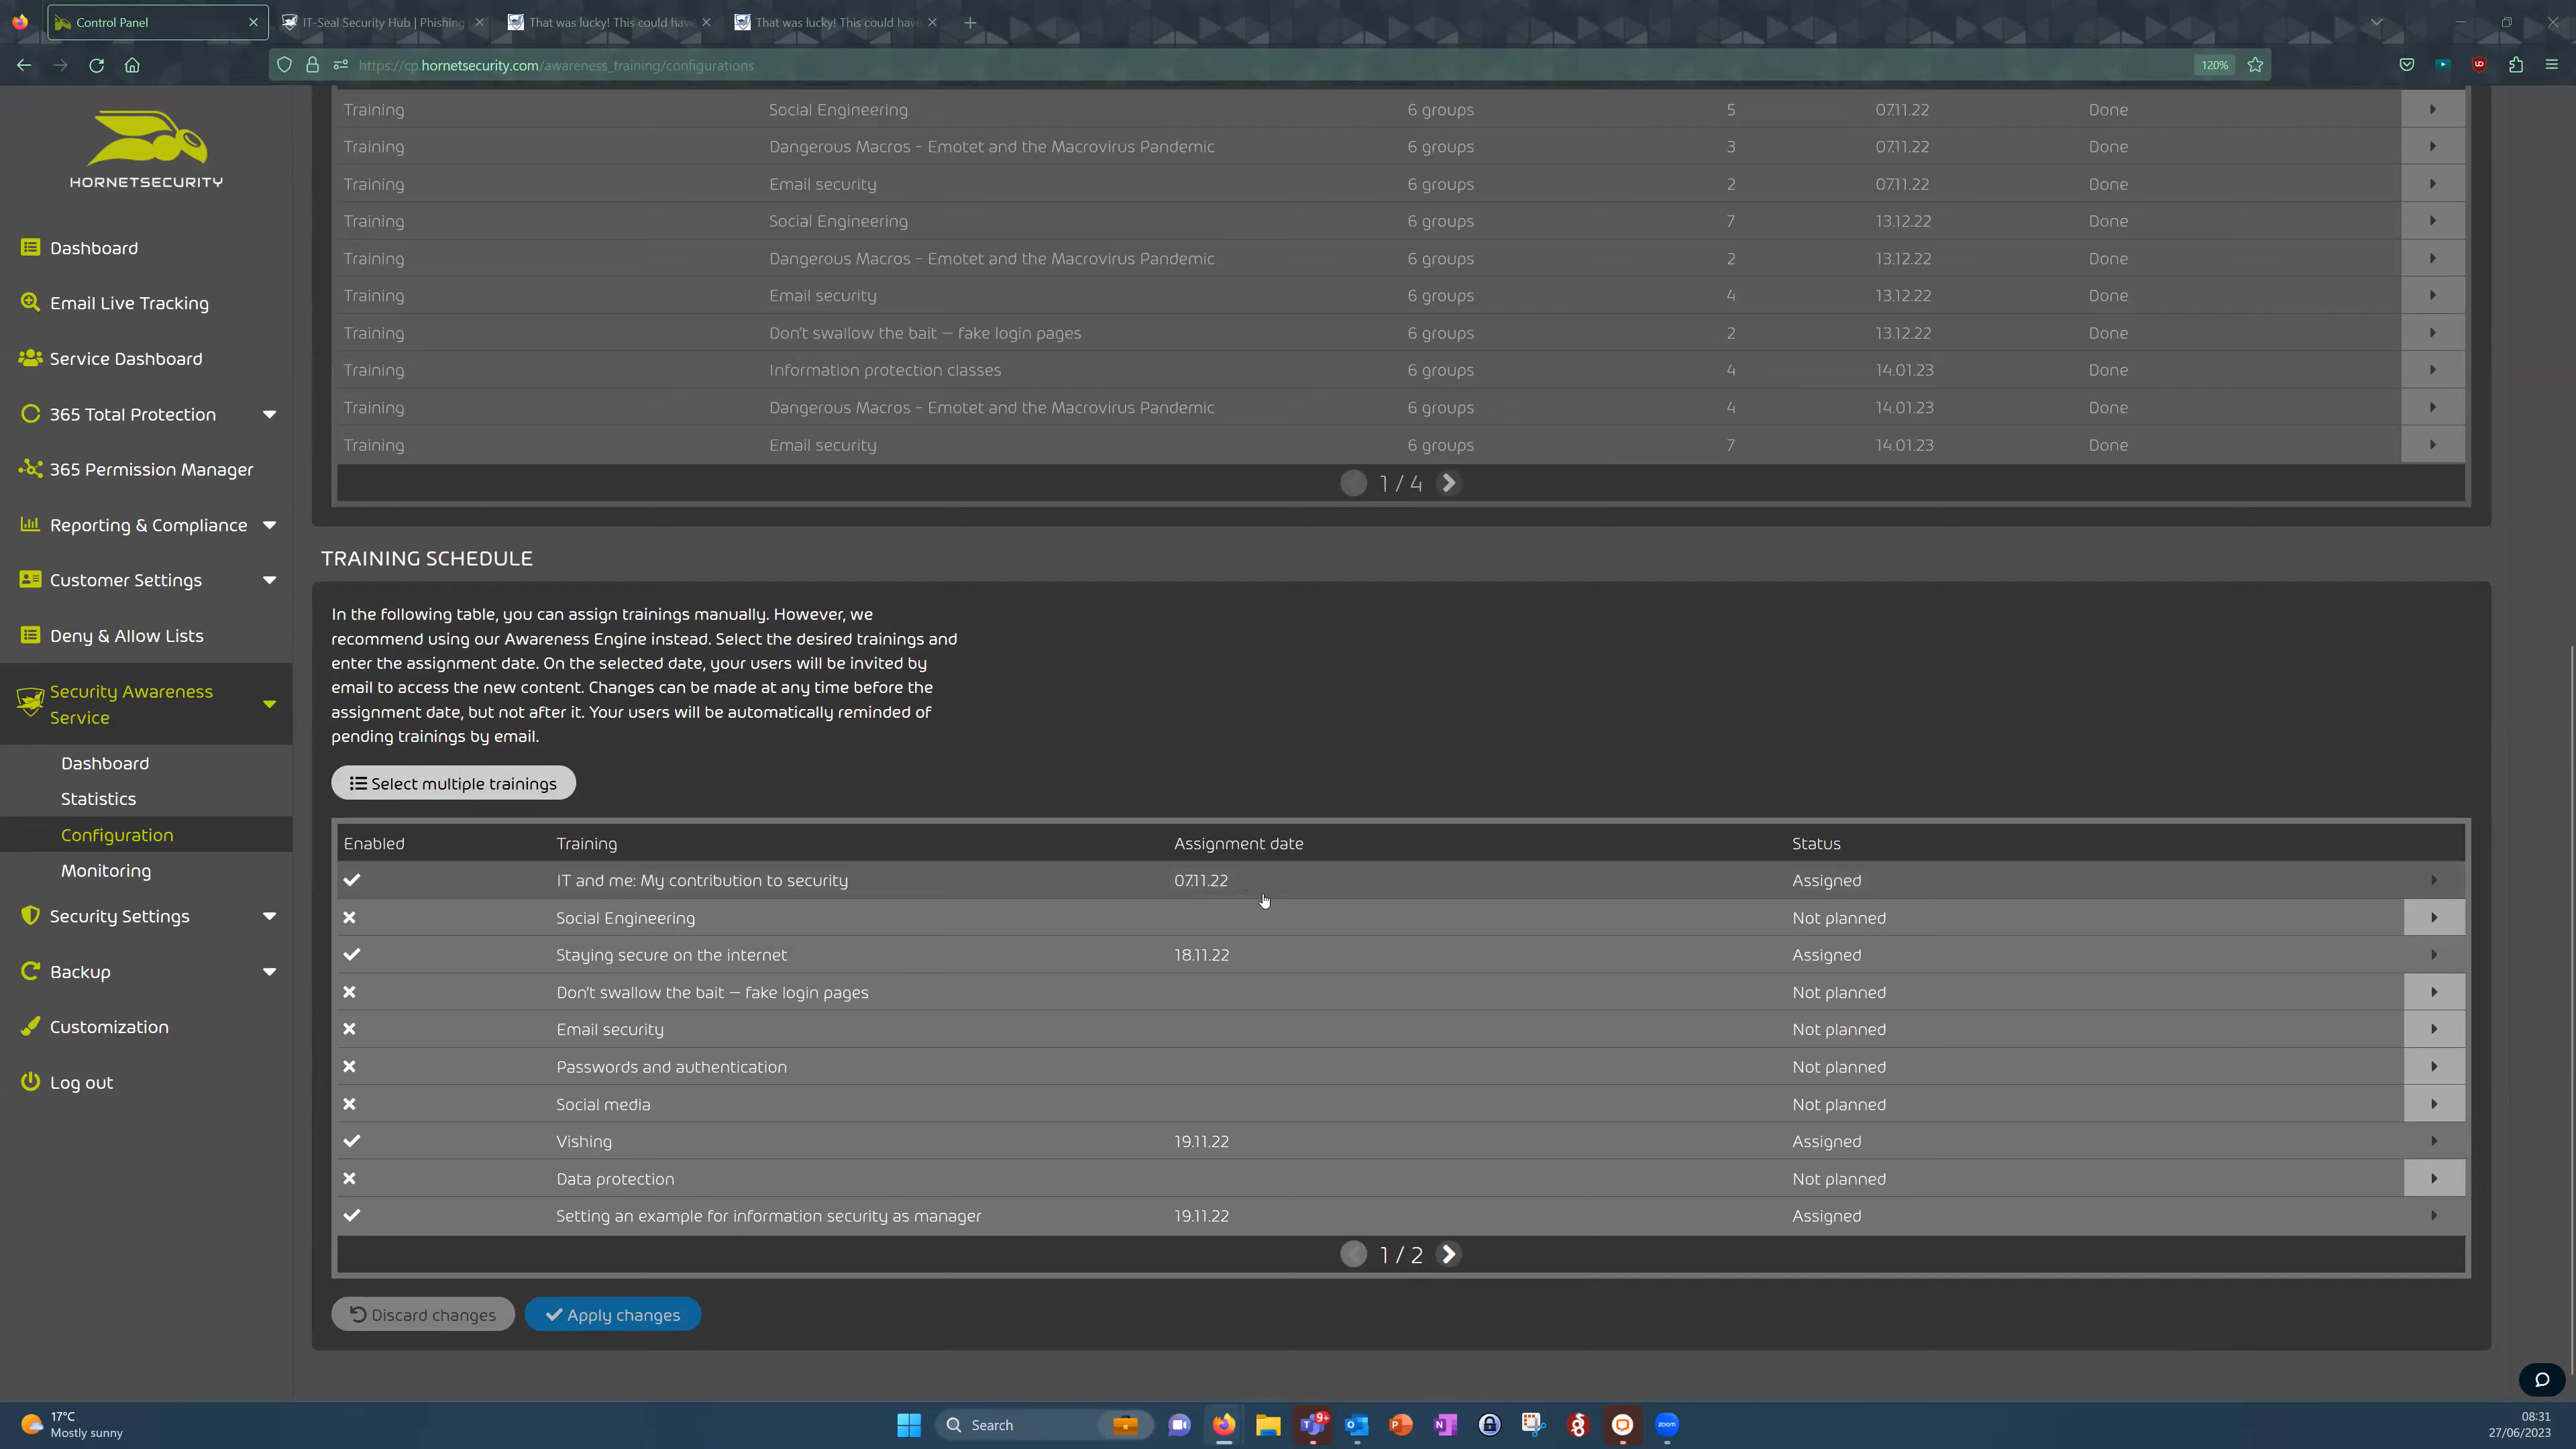 Control Panel
IT-Seal Security Hub | Phishing
That was lucky! This could have
That was lucky! This could have
https://cp.hornetsecurity.com/awareness_training/configurations
120%
HORNETSECURITY
Dashboard
Email Live Tracking
Service Dashboard
365 Total Protection
365 Permission Manager
Reporting & Compliance
Customer Settings
Deny & Allow Lists
Security Awareness
Service
Dashboard
Statistics
Configuration
Monitoring
Security Settings
Backup
Customization
Log out
Training Social Engineering 6 groups 5 07.11.22 Done
Training Dangerous Macros - Emotet and the Macrovirus Pandemic 6 groups 3 07.11.22 Done
Training Email security 6 groups 2 07.11.22 Done
Training Social Engineering 6 groups 7 13.12.22 Done
Training Dangerous Macros - Emotet and the Macrovirus Pandemic 6 groups 2 13.12.22 Done
Training Email security 6 groups 4 13.12.22 Done
Training Don't swallow the bait — fake login pages 6 groups 2 13.12.22 Done
Training Information protection classes 6 groups 4 14.01.23 Done
Training Dangerous Macros - Emotet and the Macrovirus Pandemic 6 groups 4 14.01.23 Done
Training Email security 6 groups 7 14.01.23 Done
1 / 4
TRAINING SCHEDULE
In the following table, you can assign trainings manually. However, we
recommend using our Awareness Engine instead. Select the desired trainings and
enter the assignment date. On the selected date, your users will be invited by
email to access the new content. Changes can be made at any time before the
assignment date, but not after it. Your users will be automatically reminded of
pending trainings by email.
Select multiple trainings
Enabled Training Assignment date Status
IT and me: My contribution to security 07.11.22 Assigned
Social Engineering Not planned
Staying secure on the internet 18.11.22 Assigned
Don't swallow the bait — fake login pages Not planned
Email security Not planned
Passwords and authentication Not planned
Social media Not planned
Vishing 19.11.22 Assigned
Data protection Not planned
Setting an example for information security as manager 19.11.22 Assigned
1 / 2
Discard changes Apply changes
17°C
Mostly sunny
Search
9+
zoom
08:31
27/06/2023